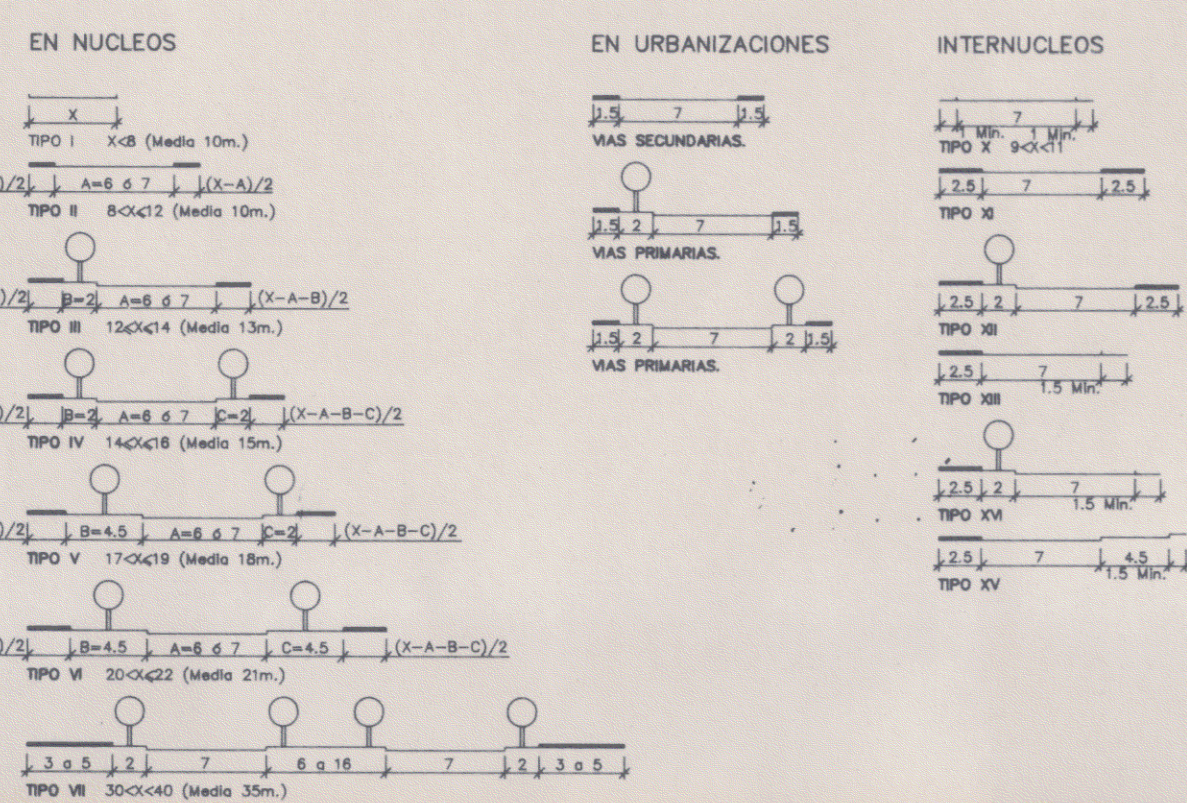 EN NUCLEOS
X
TIPO I X<8 (Media 10m.)
)/2 A=6 ó 7 (X-A)/2
TIPO II 8<X⩽12 (Media 10m.)
)/2 B=2 A=6 ó 7 (X-A-B)/2
TIPO III 12⩽X⩽14 (Media 13m.)
)/2 B=2 A=6 ó 7 C=2 (X-A-B-C)/2
TIPO IV 14⩽X⩽16 (Media 15m.)
)/2 B=4.5 A=6 ó 7 C=2 (X-A-B-C)/2
TIPO V 17<X⩽19 (Media 18m.)
)/2 B=4.5 A=6 ó 7 C=4.5 (X-A-B-C)/2
TIPO VI 20<X⩽22 (Media 21m.)
3 a 5 2 7 6 a 16 7 2 3 a 5
TIPO VII 30<X<40 (Media 35m.)
EN URBANIZACIONES
1.5 7 1.5
VIAS SECUNDARIAS.
1.5 2 7 1.5
VIAS PRIMARIAS.
1.5 2 7 2 1.5
VIAS PRIMARIAS.
INTERNUCLEOS
7
1 Min. 1 Min.
TIPO X 9<X<11
2.5 7 2.5
TIPO XI
2.5 2 7 2.5
TIPO XII
2.5 7
1.5 Min.
TIPO XIII
2.5 2 7
1.5 Min.
TIPO XVI
2.5 7 4.5
1.5 Min.
TIPO XV